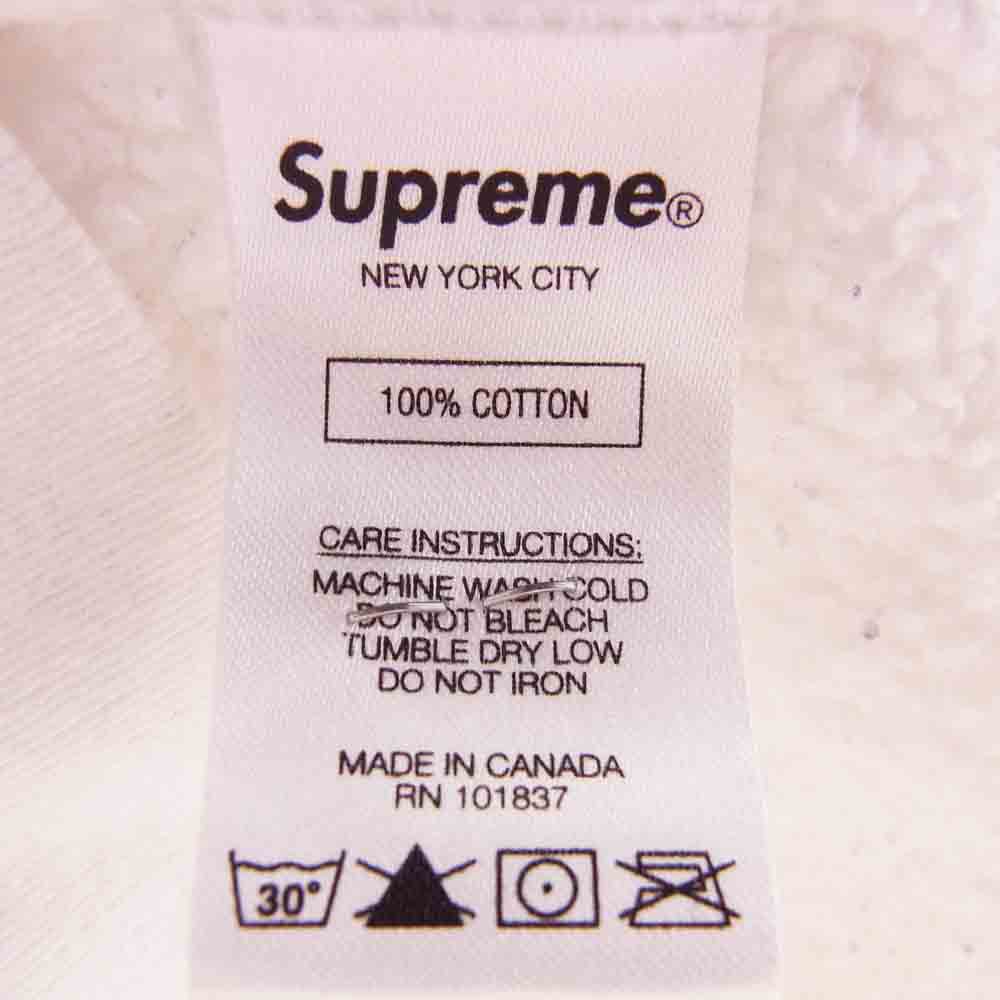 Supreme®
NEW YORK CITY
100% COTTON
CARE INSTRUCTIONS:
MACHINE WASH COLD
DO NOT BLEACH
TUMBLE DRY LOW
DO NOT IRON
MADE IN CANADA
RN 101837
30°